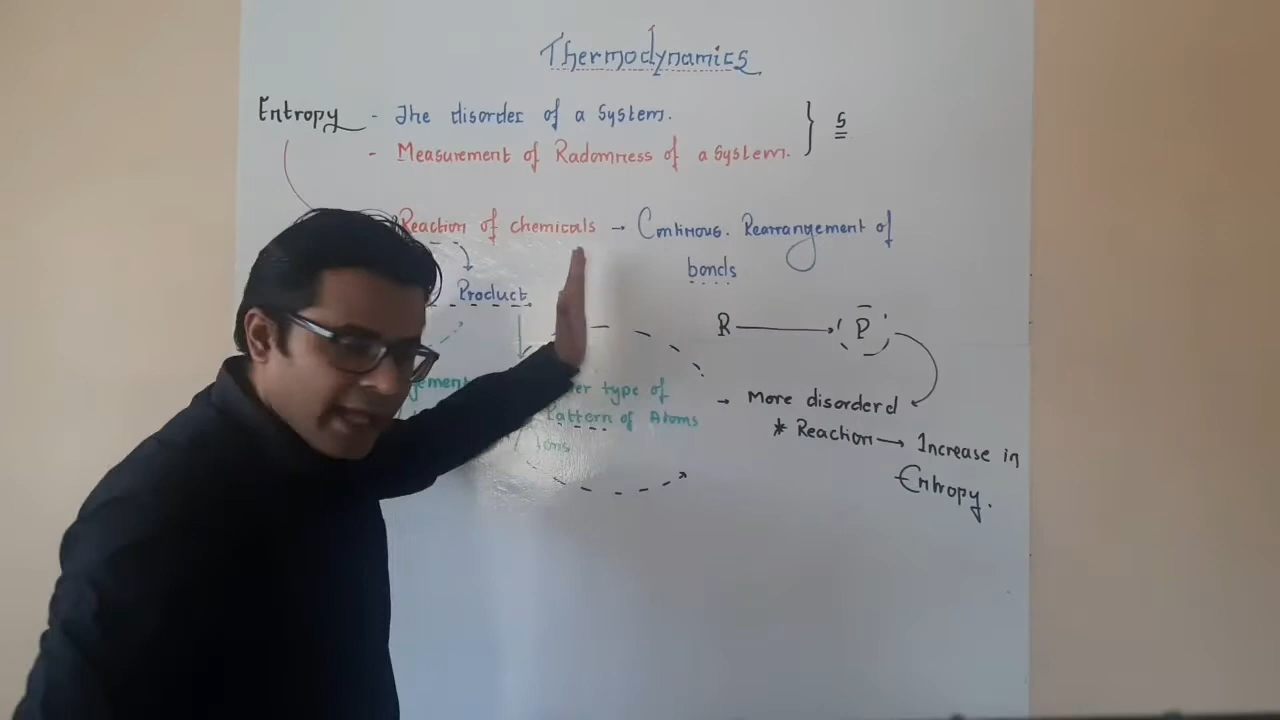 Thermodynamics
Entropy - The disorder of a System.
- Measurement of Radomness of a System. } S
Reaction of chemicals → Continous. Rearrangement of
bonds
Product
R → P
type of
Pattern of Atoms
Ions
→ More disorderd
* Reaction → Increase in
Entropy.